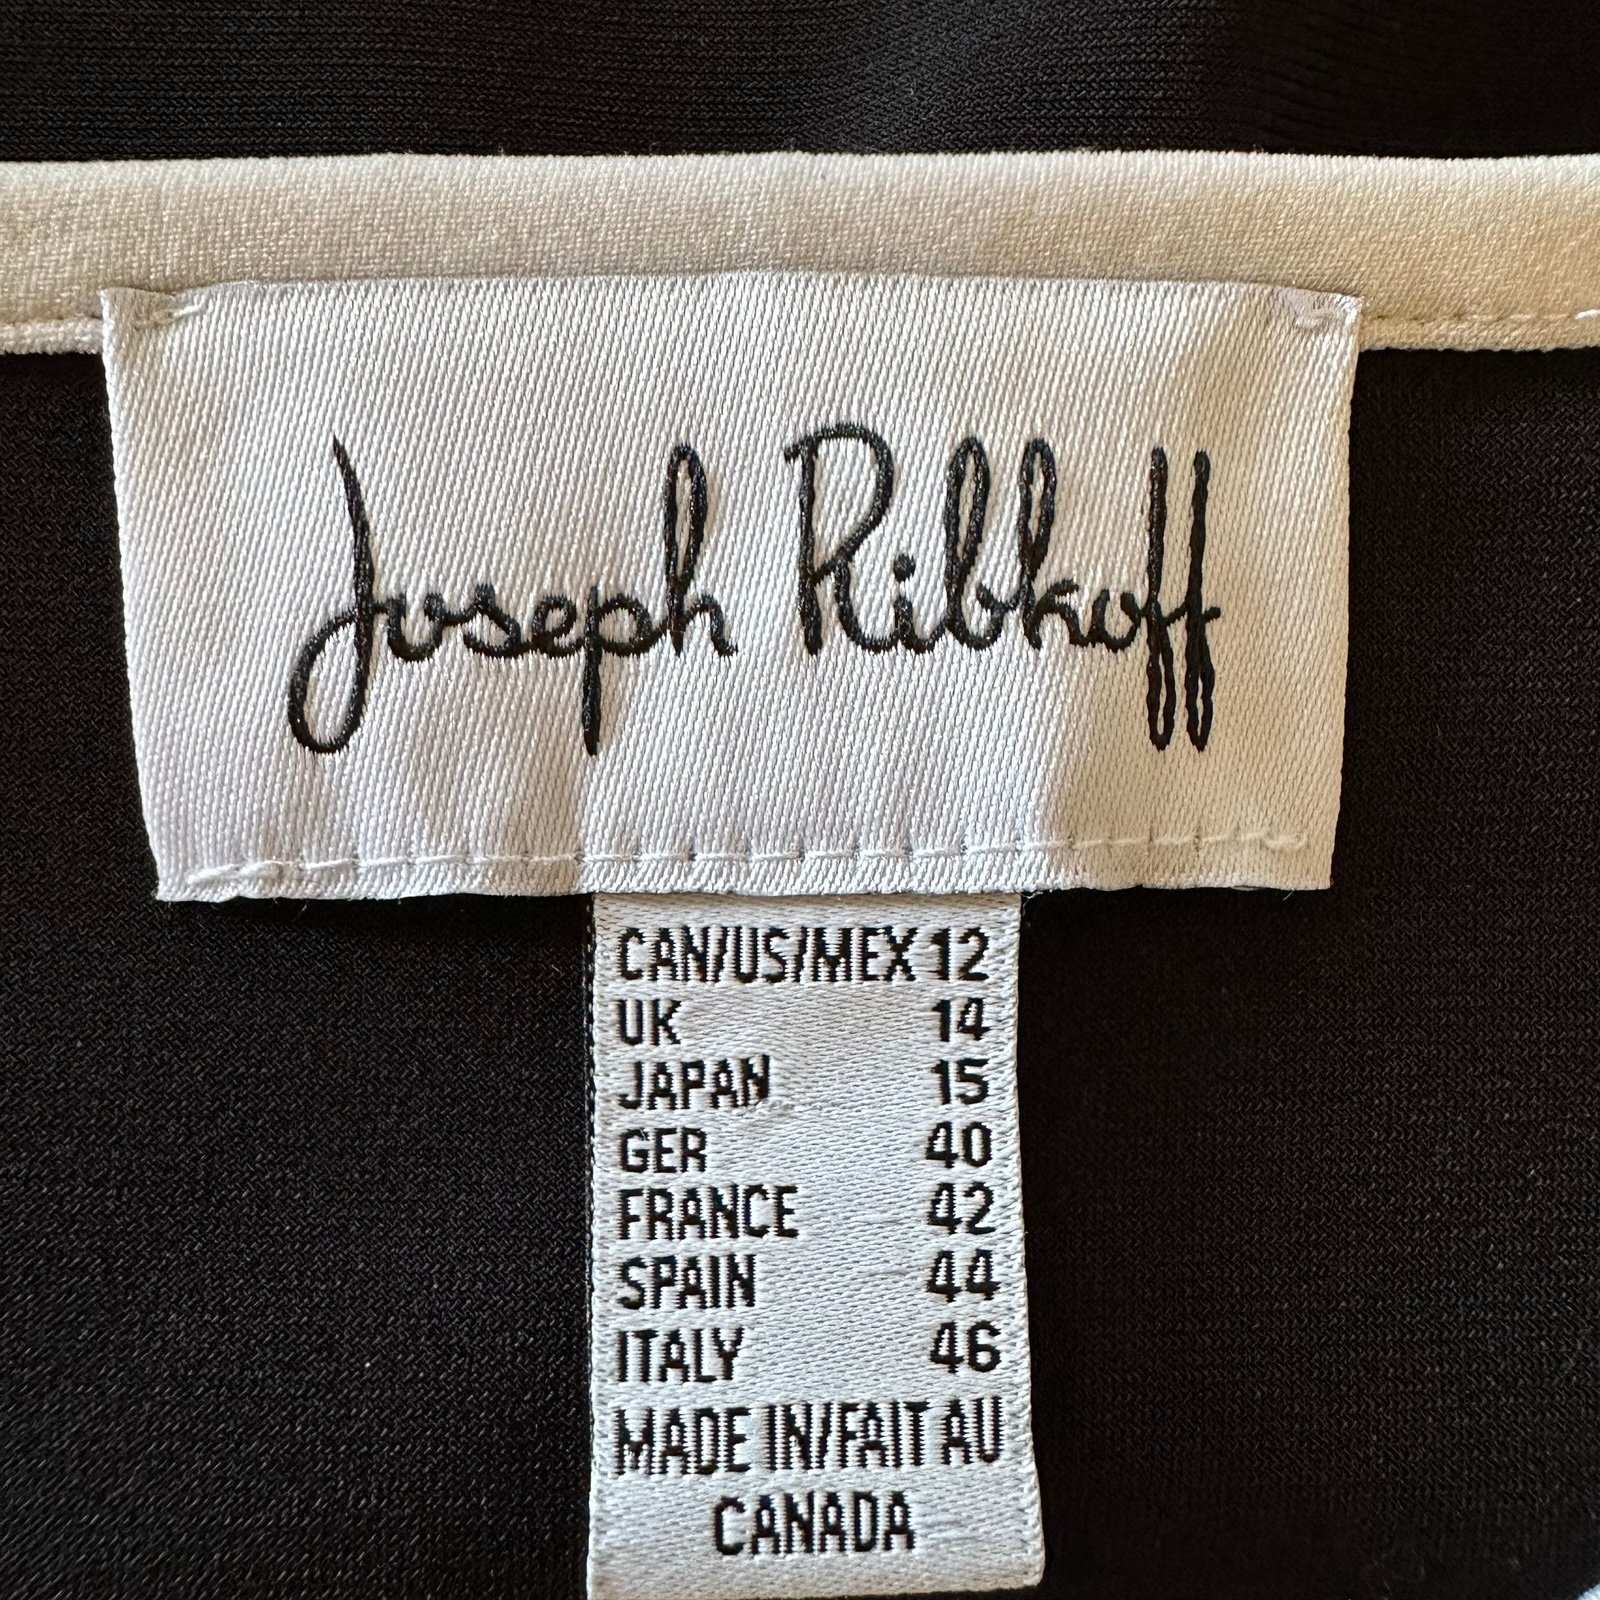 Joseph Ribkoff
CAN/US/MEX 12
UK 14
JAPAN 15
GER 40
FRANCE 42
SPAIN 44
ITALY 46
MADE IN/FAIT AU
CANADA